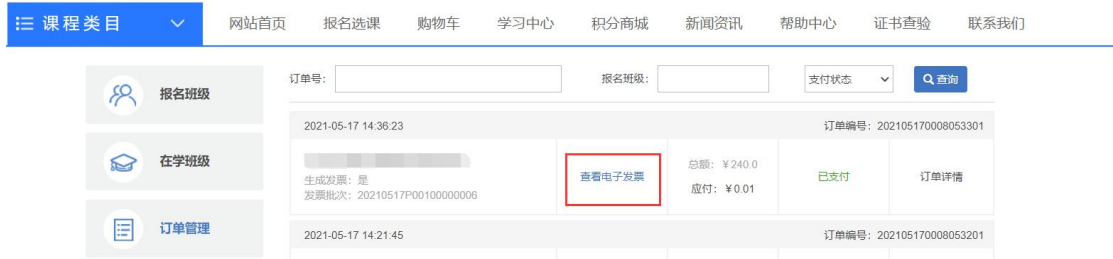 课程类目 网站首页 报名选课 购物车 学习中心 积分商城 新闻资讯 帮助中心 证书查验 联系我们
订单号： 报名班级： 支付状态 查询
报名班级
2021-05-17 14:36:23 订单编号：202105170008053301
在学班级
生成发票：是
发票批次：20210517P00100000006
查看电子发票
总额：￥240.0
应付：￥0.01
已支付
订单详情
订单管理
2021-05-17 14:21:45 订单编号：202105170008053201